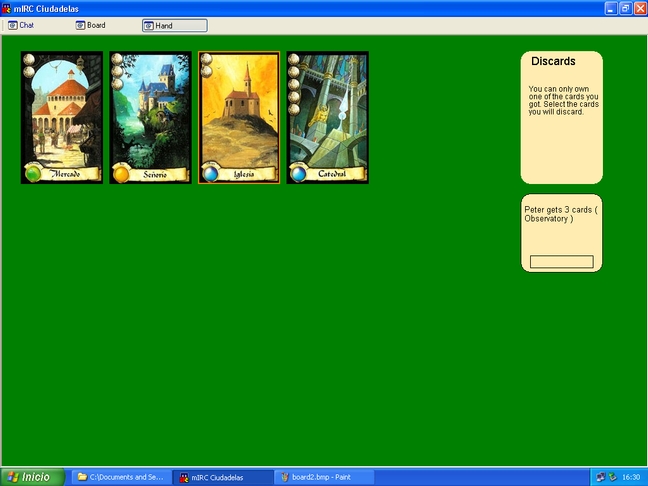 mIRC Ciudadelas
Chat
Board
Hand
Mercado
Señorio
Iglesia
Catedral
Discards
You can only own
one of the cards you
got. Select the cards
you will discard.
Peter gets 3 cards (
Observatory )
Inicio
C:\Documents and Se...
mIRC Ciudadelas
board2.bmp - Paint
16:30